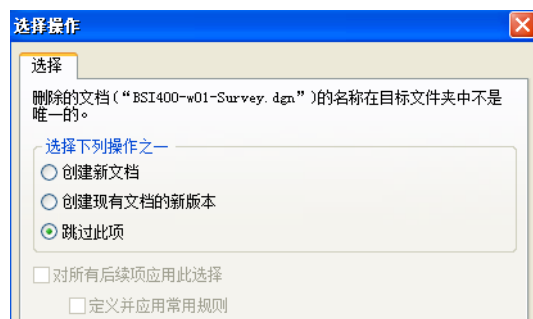 选择操作
选择
删除的文档(“BSI400-w01-Survey.dgn”)的名称在目标文件夹中不是
唯一的。
选择下列操作之一
创建新文档
创建现有文档的新版本
跳过此项
对所有后续项应用此选择
定义并应用常用规则